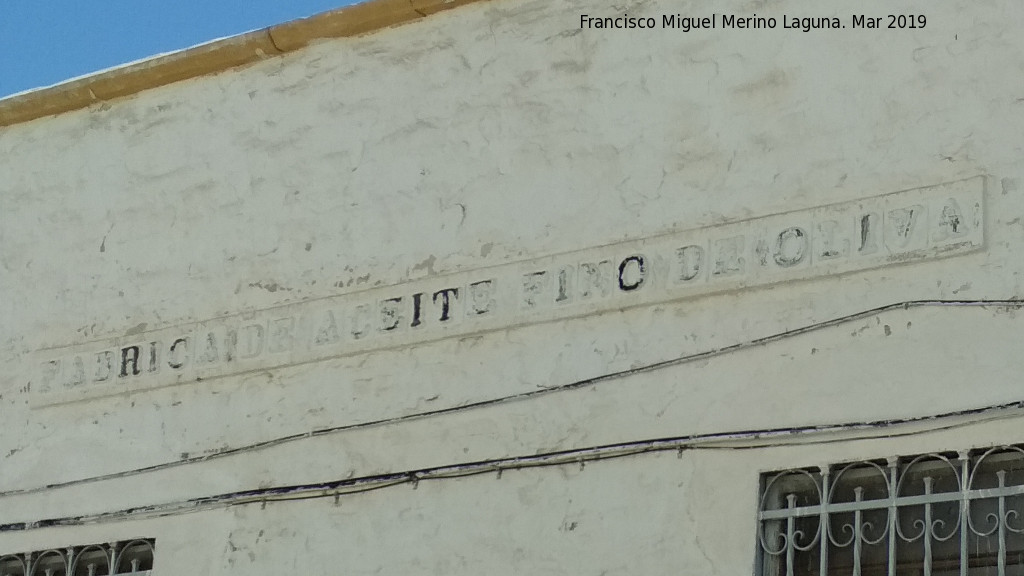 Francisco Miguel Merino Laguna. Mar 2019
FABRICA DE ACEITE FINO DE OLIVA